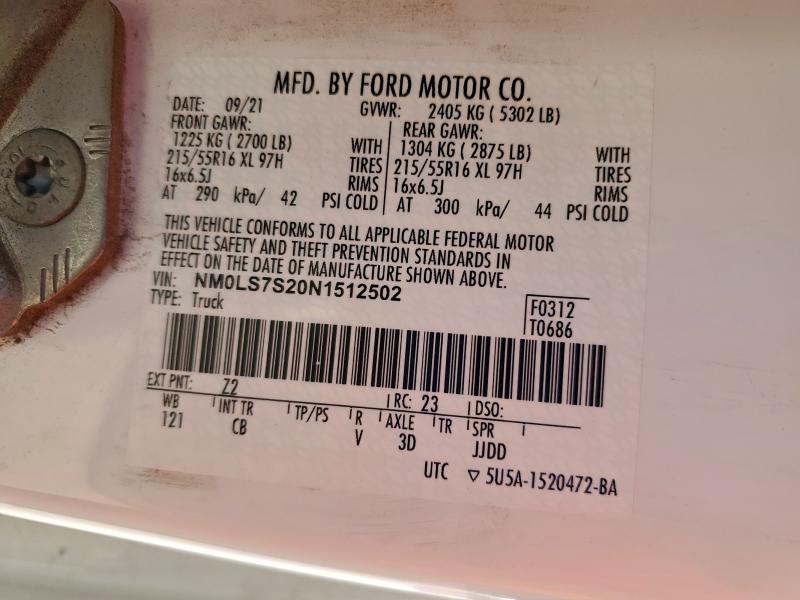 MFD. BY FORD MOTOR CO.
DATE: 09/21 GVWR: 2405 KG ( 5302 LB)
FRONT GAWR: REAR GAWR:
1225 KG ( 2700 LB) WITH 1304 KG ( 2875 LB) WITH
215/55R16 XL 97H TIRES 215/55R16 XL 97H TIRES
16x6.5J RIMS 16x6.5J RIMS
AT 290 kPa/ 42 PSI COLD AT 300 kPa/ 44 PSI COLD
THIS VEHICLE CONFORMS TO ALL APPLICABLE FEDERAL MOTOR
VEHICLE SAFETY AND THEFT PREVENTION STANDARDS IN
EFFECT ON THE DATE OF MANUFACTURE SHOWN ABOVE.
VIN: NM0LS7S20N1512502
TYPE: Truck
F0312
T0686
EXT PNT: Z2 RC: 23 DSO:
WB INT TR TP/PS R AXLE TR SPR
121 CB V 3D JJDD
UTC ▽ 5U5A-1520472-BA